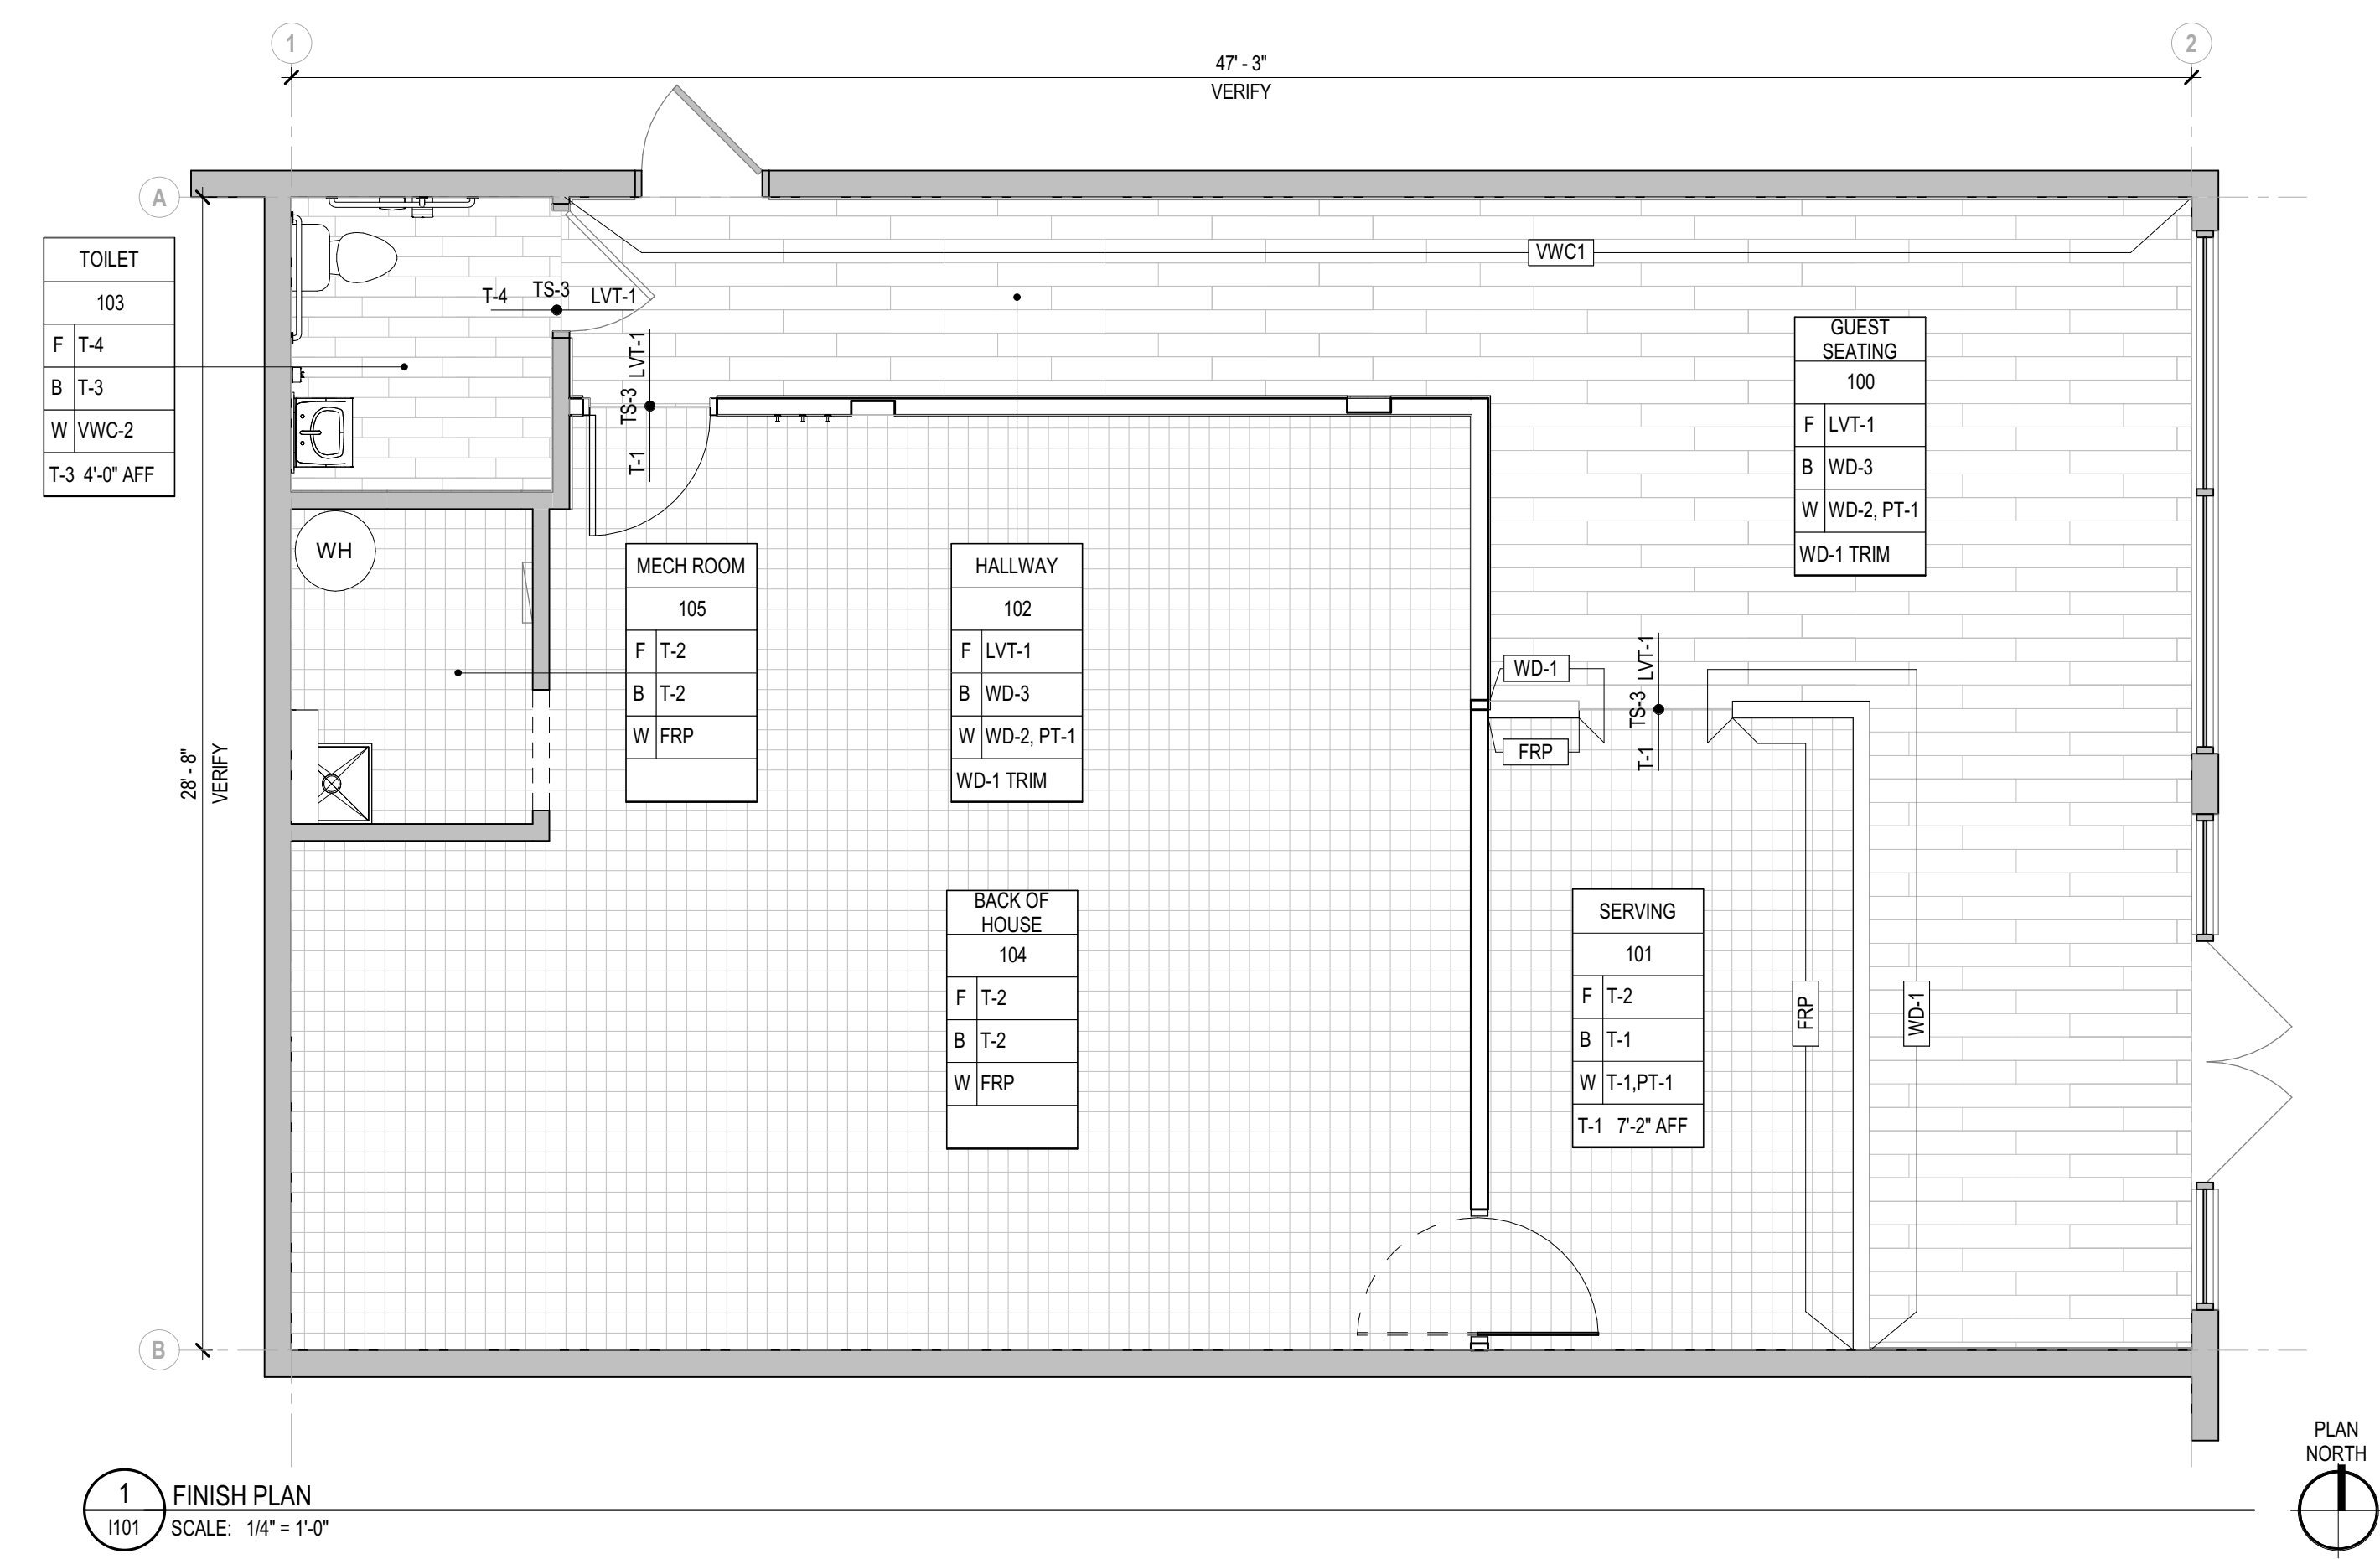 1
2
47' - 3"
VERIFY
A
TOILET
103
F T-4
B T-3
W VWC-2
T-3 4'-0" AFF
VWC1
T-4 TS-3 LVT-1
T-1 TS-3 LVT-1
GUEST
SEATING
100
F LVT-1
B WD-3
W WD-2, PT-1
WD-1 TRIM
WH
MECH ROOM
105
F T-2
B T-2
W FRP
HALLWAY
102
F LVT-1
B WD-3
W WD-2, PT-1
WD-1 TRIM
WD-1
FRP
T-1 TS-3 LVT-1
28' - 8"
VERIFY
BACK OF
HOUSE
104
F T-2
B T-2
W FRP
SERVING
101
F T-2
B T-1
W T-1,PT-1
T-1 7'-2" AFF
FRP
WD-1
B
PLAN
NORTH
1
I101
FINISH PLAN
SCALE: 1/4" = 1'-0"